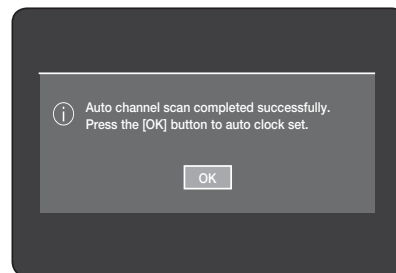 Auto channel scan completed successfully.
Press the [OK] button to auto clock set.
OK